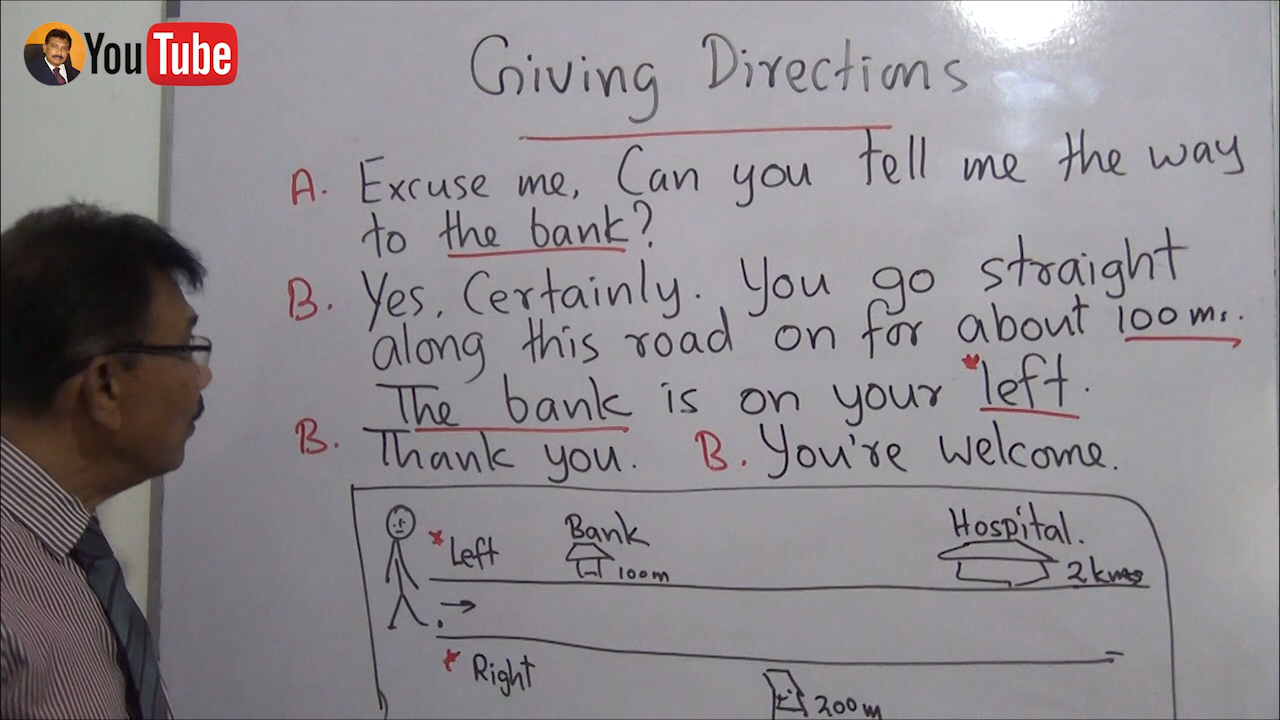 YouTube
Giving Directions
A. Excuse me, Can you tell me the way
to the bank?
B. Yes, Certainly. You go straight
along this road on for about 100 ms.
* left.
The bank is on your
B. Thank you. B. You're welcome.
* Left
Bank
100m
Hospital.
2 kms
* Right
200m